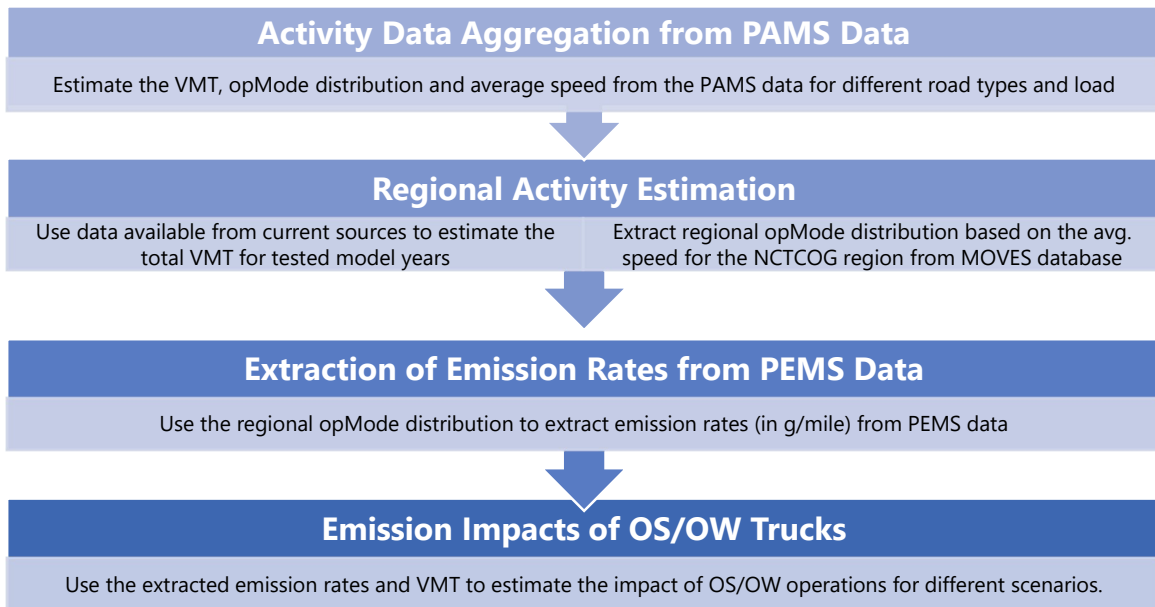 Activity Data Aggregation from PAMS Data
Estimate the VMT, opMode distribution and average speed from the PAMS data for different road types and load
Regional Activity Estimation
Use data available from current sources to estimate the
total VMT for tested model years
Extract regional opMode distribution based on the avg.
speed for the NCTCOG region from MOVES database
Extraction of Emission Rates from PEMS Data
Use the regional opMode distribution to extract emission rates (in g/mile) from PEMS data
Emission Impacts of OS/OW Trucks
Use the extracted emission rates and VMT to estimate the impact of OS/OW operations for different scenarios.